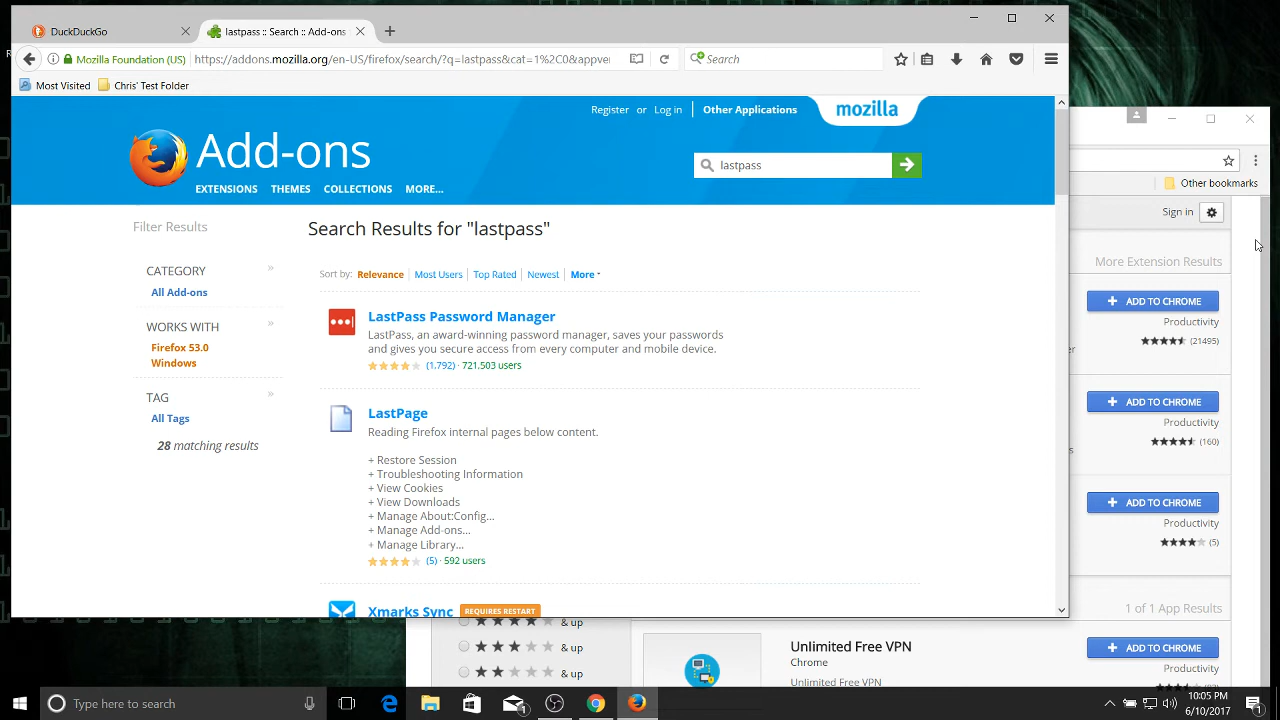 DuckDuckGo
lastpass :: Search :: Add-ons
Mozilla Foundation (US)
https://addons.mozilla.org/en-US/firefox/search/?q=lastpass&cat=1%2C0&appve
Search
Most Visited
Chris' Test Folder
Register or Log in
Other Applications
mozilla
Add-ons
lastpass
EXTENSIONS THEMES COLLECTIONS MORE...
Other bookmarks
Sign in
Filter Results
CATEGORY
All Add-ons
WORKS WITH
Firefox 53.0
Windows
TAG
All Tags
28 matching results
Search Results for "lastpass"
Sort by: Relevance Most Users Top Rated Newest More
LastPass Password Manager
LastPass, an award-winning password manager, saves your passwords
and gives you secure access from every computer and mobile device.
(1,792) · 721,503 users
LastPage
Reading Firefox internal pages below content.
+ Restore Session
+ Troubleshooting Information
+ View Cookies
+ View Downloads
+ Manage About:Config...
+ Manage Add-ons...
+ Manage Library...
(5) · 592 users
Xmarks Sync REQUIRES RESTART
More Extension Results
ADD TO CHROME
Productivity
(21495)
ADD TO CHROME
Productivity
(160)
ADD TO CHROME
Productivity
(5)
1 of 1 App Results
& up
& up
& up
Unlimited Free VPN
Chrome
Unlimited Free VPN
ADD TO CHROME
Productivity
Type here to search
10:05 PM
6/10/2017